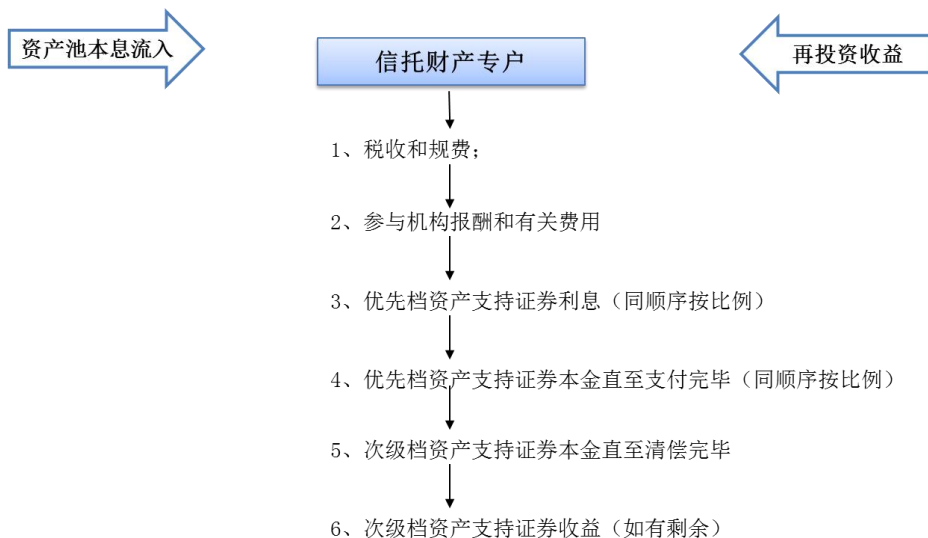 资产池本息流入
信托财产专户
再投资收益
1、税收和规费;
2、参与机构报酬和有关费用
3、优先档资产支持证券利息（同顺序按比例）
4、优先档资产支持证券本金直至支付完毕（同顺序按比例）
5、次级档资产支持证券本金直至清偿完毕
6、次级档资产支持证券收益（如有剩余）